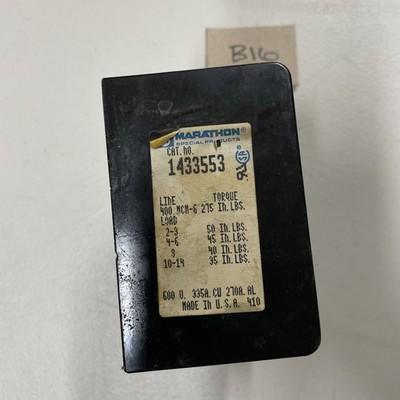 B16
MARATHON
SPECIAL PRODUCTS
CAT. NO.
1433553
LINE TORQUE
400 MCM-6 275 IN. LBS.
LOAD
2-3 50 IN. LBS.
4-6 45 IN. LBS.
8 40 IN. LBS.
10-14 35 IN. LBS.
600 V. 335A. CU 270A. AL
MADE IN U.S.A. 410